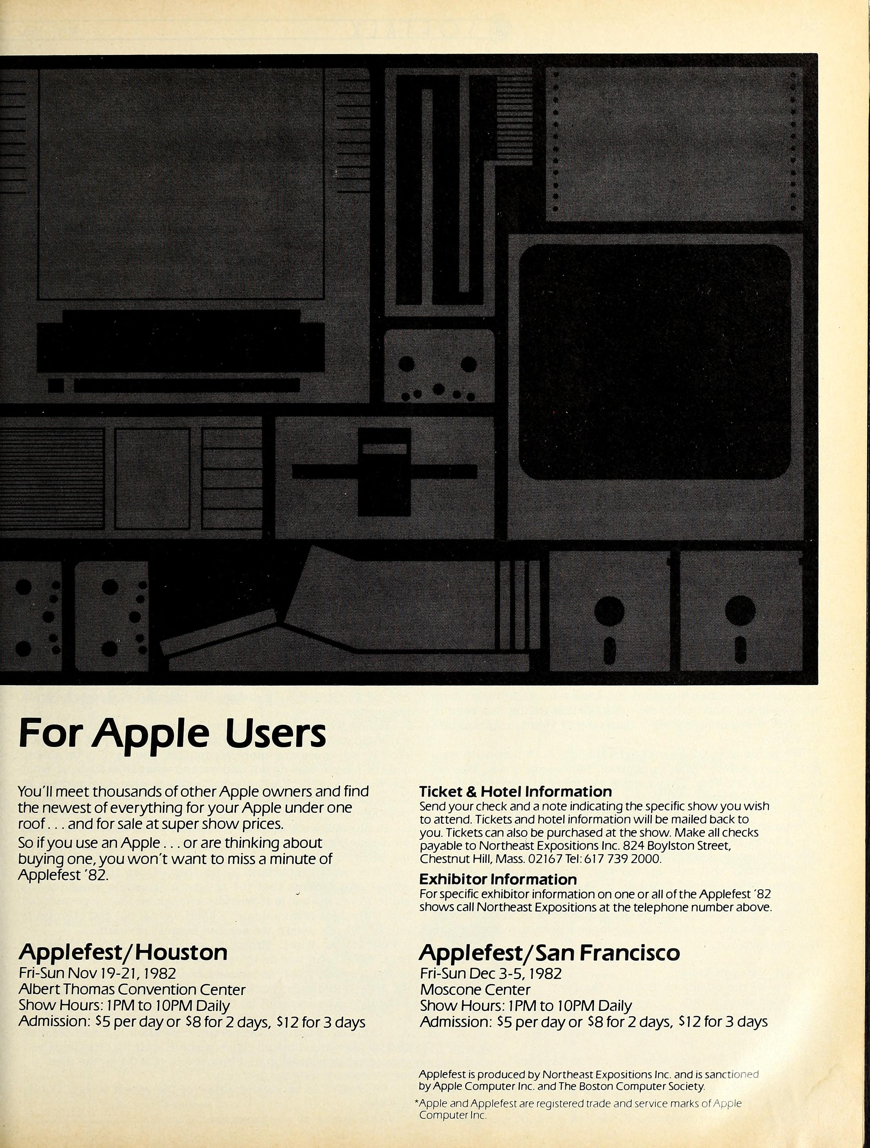 For Apple Users
You'll meet thousands of other Apple owners and find
the newest of everything for your Apple under one
roof . . . and for sale at super show prices.
So if you use an Apple . . . or are thinking about
buying one, you won't want to miss a minute of
Applefest '82.
Ticket & Hotel Information
Send your check and a note indicating the specific show you wish
to attend. Tickets and hotel information will be mailed back to
you. Tickets can also be purchased at the show. Make all checks
payable to Northeast Expositions Inc. 824 Boylston Street,
Chestnut Hill, Mass. 02167 Tel: 617 739 2000.
Exhibitor Information
For specific exhibitor information on one or all of the Applefest '82
shows call Northeast Expositions at the telephone number above.
Applefest/Houston
Fri-Sun Nov 19-21, 1982
Albert Thomas Convention Center
Show Hours: 1PM to 10PM Daily
Admission: $5 per day or $8 for 2 days, $12 for 3 days
Applefest/San Francisco
Fri-Sun Dec 3-5, 1982
Moscone Center
Show Hours: 1PM to 10PM Daily
Admission: $5 per day or $8 for 2 days, $12 for 3 days
Applefest is produced by Northeast Expositions Inc. and is sanctioned
by Apple Computer Inc. and The Boston Computer Society.
*Apple and Applefest are registered trade and service marks of Apple
Computer Inc.